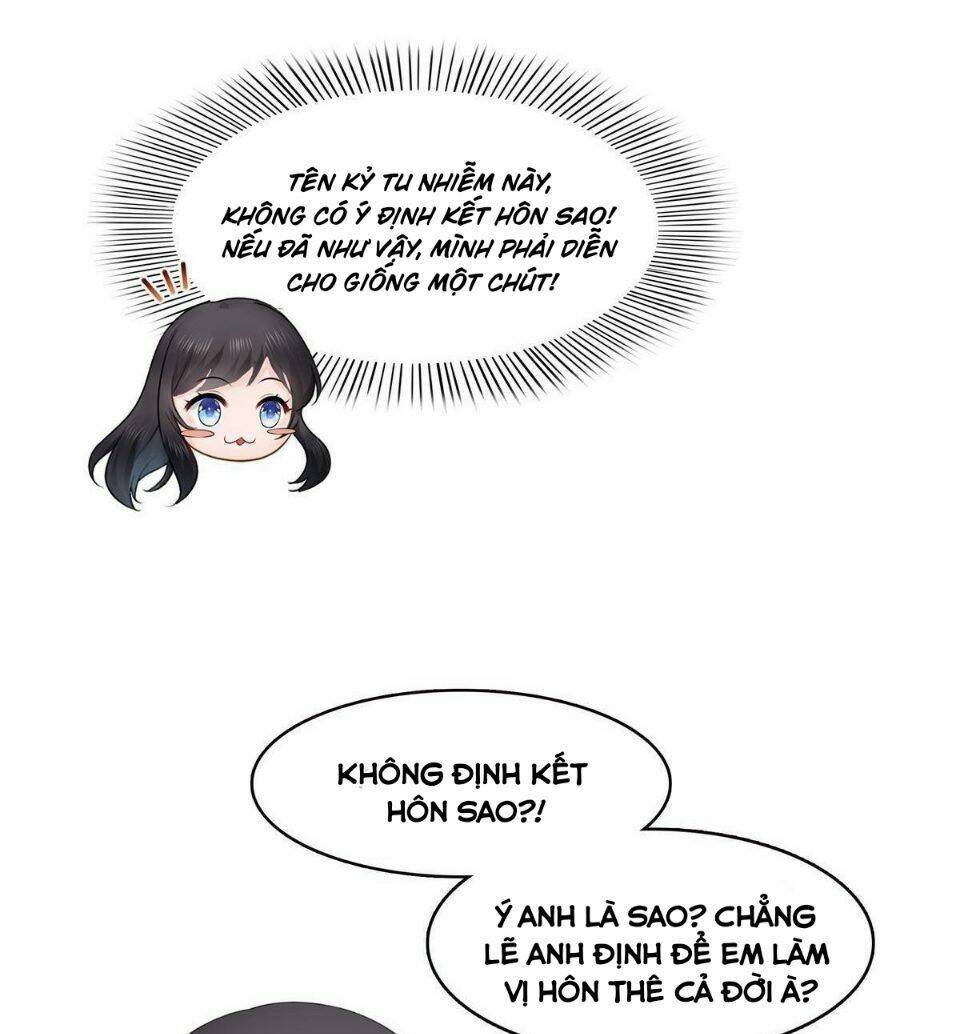 TÊN KỶ TU NHIỄM NÀY,
KHÔNG CÓ Ý ĐỊNH KẾT HÔN SAO!
NẾU ĐÃ NHƯ VẬY, MÌNH PHẢI DIỄN
CHO GIỐNG MỘT CHÚT!
KHÔNG ĐỊNH KẾT
HÔN SAO?!
Ý ANH LÀ SAO? CHẲNG
LẼ ANH ĐỊNH ĐỂ EM LÀM
VỊ HÔN THÊ CẢ ĐỜI À?